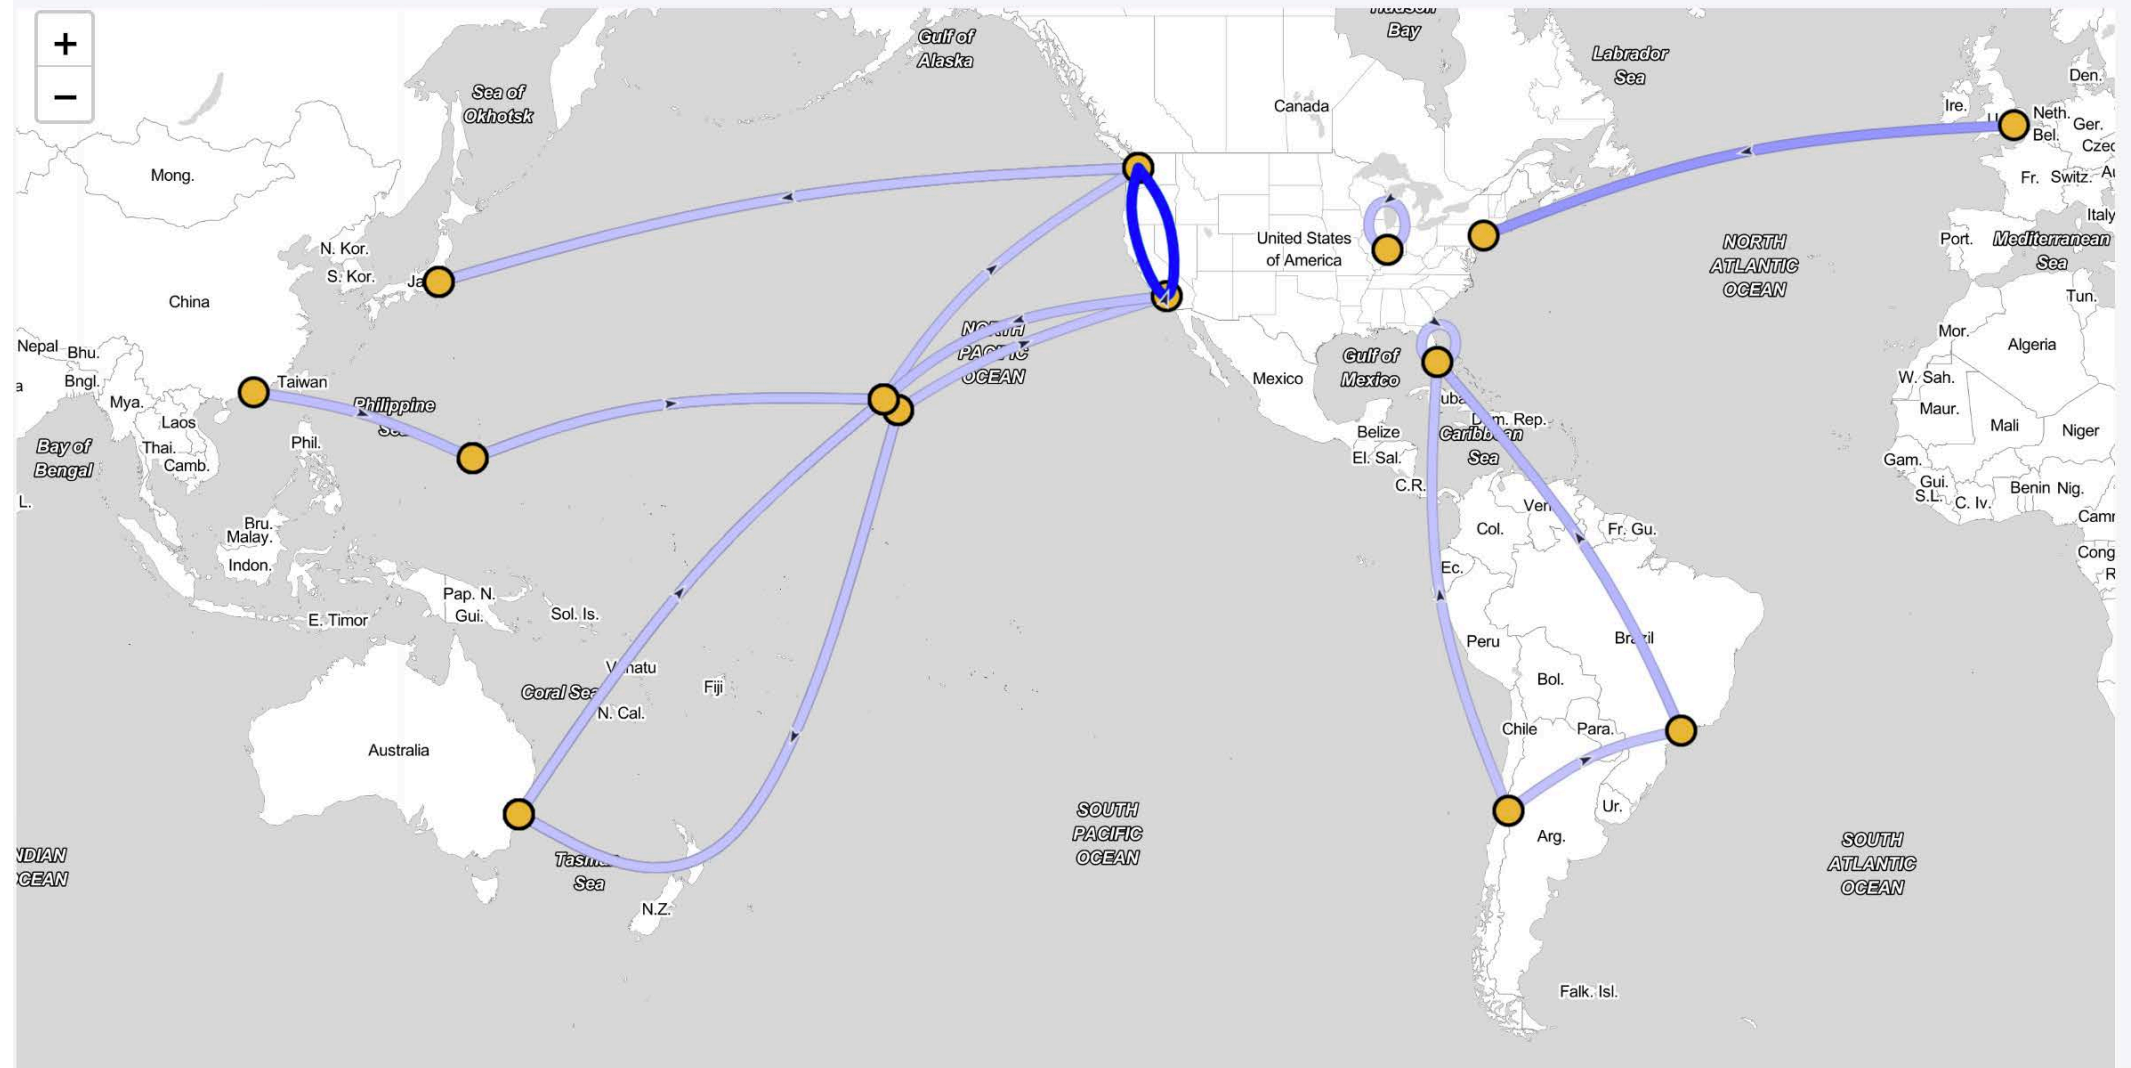 +
−
Hudson
Bay
Gulf of
Alaska
Labrador
Sea
Sea of
Okhotsk
Canada
Den.
Ire.
Neth.
Bel.
Ger.
Fr.
Switz.
Mong.
Port.
Italy
Mediterranean
Sea
N. Kor.
S. Kor.
United States
of America
NORTH
ATLANTIC
OCEAN
China
Tun.
Nepal
Bhu.
NORTH
PACIFIC
OCEAN
Mor.
Algeria
Bngl.
Taiwan
Gulf of
Mexico
Mexico
W. Sah.
Mya.
Philippine
Laos
Maur.
Mali
Niger
Bay of
Bengal
Thai.
Camb.
Phil.
Belize
El. Sal.
Dom. Rep.
Caribbean
Sea
Gam.
Gui.
S.L.
C. Iv.
Benin
Nig.
L.
C.R.
Ven.
Col.
Fr. Gu.
Bru.
Malay.
Indon.
Ec.
Pap. N.
Gui.
Sol. Is.
E. Timor
Peru
Brazil
Vanatu
Fiji
Coral Sea
N. Cal.
Bol.
Chile
Para.
Australia
Ur.
Arg.
SOUTH
PACIFIC
OCEAN
Tasman
Sea
SOUTH
ATLANTIC
OCEAN
NDIAN
CEAN
N.Z.
Falk. Isl.